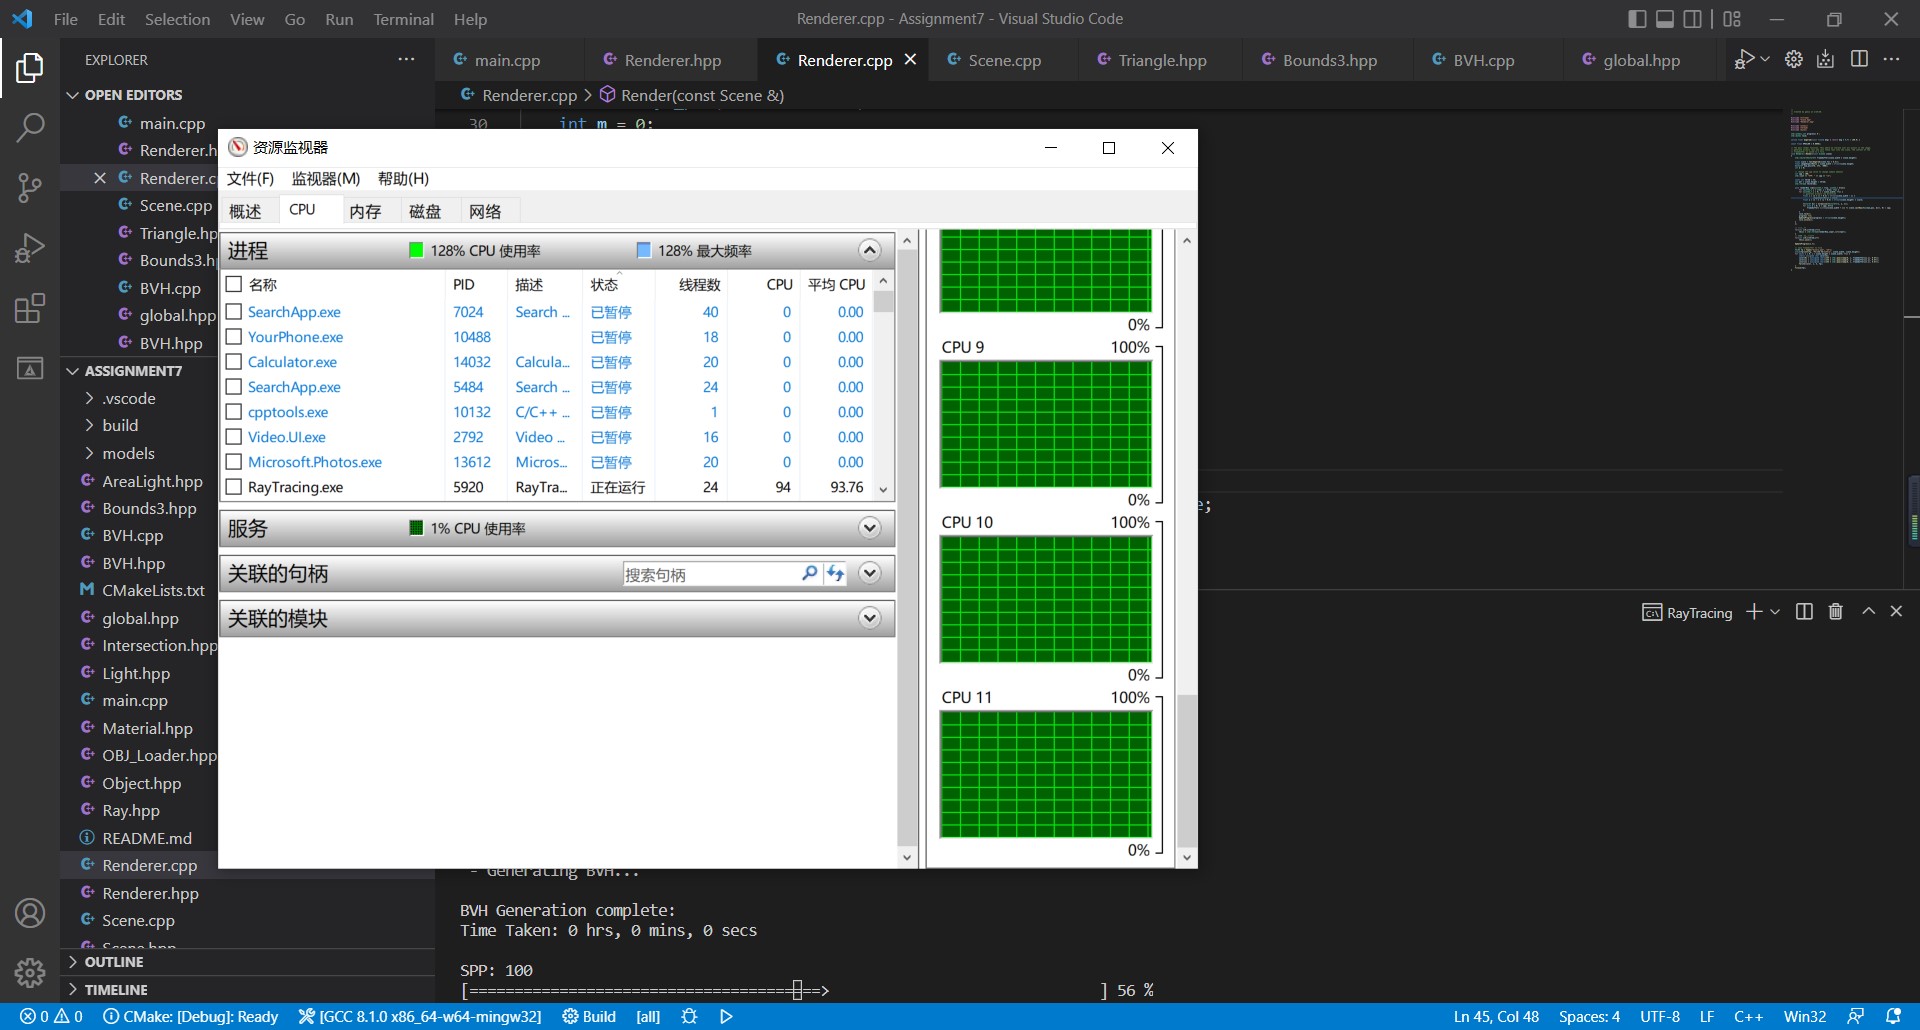 File Edit Selection View Go Run Terminal Help
Renderer.cpp - Assignment7 - Visual Studio Code
EXPLORER
main.cpp
Renderer.hpp
Renderer.cpp
Scene.cpp
Triangle.hpp
Bounds3.hpp
BVH.cpp
global.hpp
Renderer.cpp > Render(const Scene &)
OPEN EDITORS
main.cpp
Renderer.h
Renderer.c
Scene.cpp
Triangle.hp
Bounds3.h
BVH.cpp
global.hpp
BVH.hpp
ASSIGNMENT7
.vscode
build
models
AreaLight.hpp
Bounds3.hpp
BVH.cpp
BVH.hpp
CMakeLists.txt
global.hpp
Intersection.hpp
Light.hpp
main.cpp
Material.hpp
OBJ_Loader.hpp
Object.hpp
Ray.hpp
README.md
Renderer.cpp
Renderer.hpp
Scene.cpp
Scene.hpp
OUTLINE
TIMELINE
30 int m = 0;
e;
资源监视器
文件(F) 监视器(M) 帮助(H)
概述 CPU 内存 磁盘 网络
进程 128% CPU 使用率 128% 最大频率
名称 PID 描述 状态 线程数 CPU 平均 CPU
SearchApp.exe 7024 Search ... 已暂停 40 0 0.00
YourPhone.exe 10488 已暂停 18 0 0.00
Calculator.exe 14032 Calcula... 已暂停 20 0 0.00
SearchApp.exe 5484 Search ... 已暂停 24 0 0.00
cpptools.exe 10132 C/C++ ... 已暂停 1 0 0.00
Video.UI.exe 2792 Video ... 已暂停 16 0 0.00
Microsoft.Photos.exe 13612 Micros... 已暂停 20 0 0.00
RayTracing.exe 5920 RayTra... 正在运行 24 94 93.76
服务 1% CPU 使用率
关联的句柄 搜索句柄
关联的模块
0%
CPU 9 100%
0%
CPU 10 100%
0%
CPU 11 100%
0%
RayTracing
- Generating BVH...
BVH Generation complete:
Time Taken: 0 hrs, 0 mins, 0 secs
SPP: 100
[=======================================> ] 56 %
0 0 CMake: [Debug]: Ready [GCC 8.1.0 x86_64-w64-mingw32] Build [all]
Ln 45, Col 48 Spaces: 4 UTF-8 LF C++ Win32